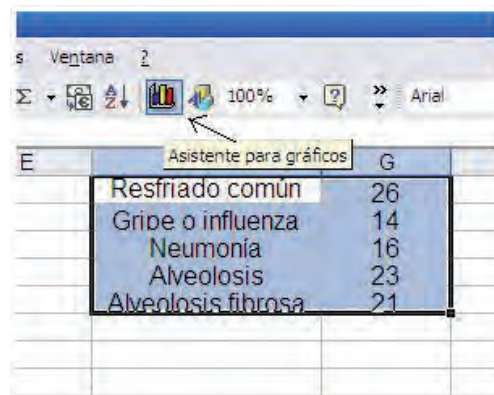 s Ventana ?
Σ € A Z 100% ? » Arial
Asistente para gráficos
E G
Resfriado común 26
Gripe o influenza 14
Neumonía 16
Alveolosis 23
Alveolosis fibrosa 21